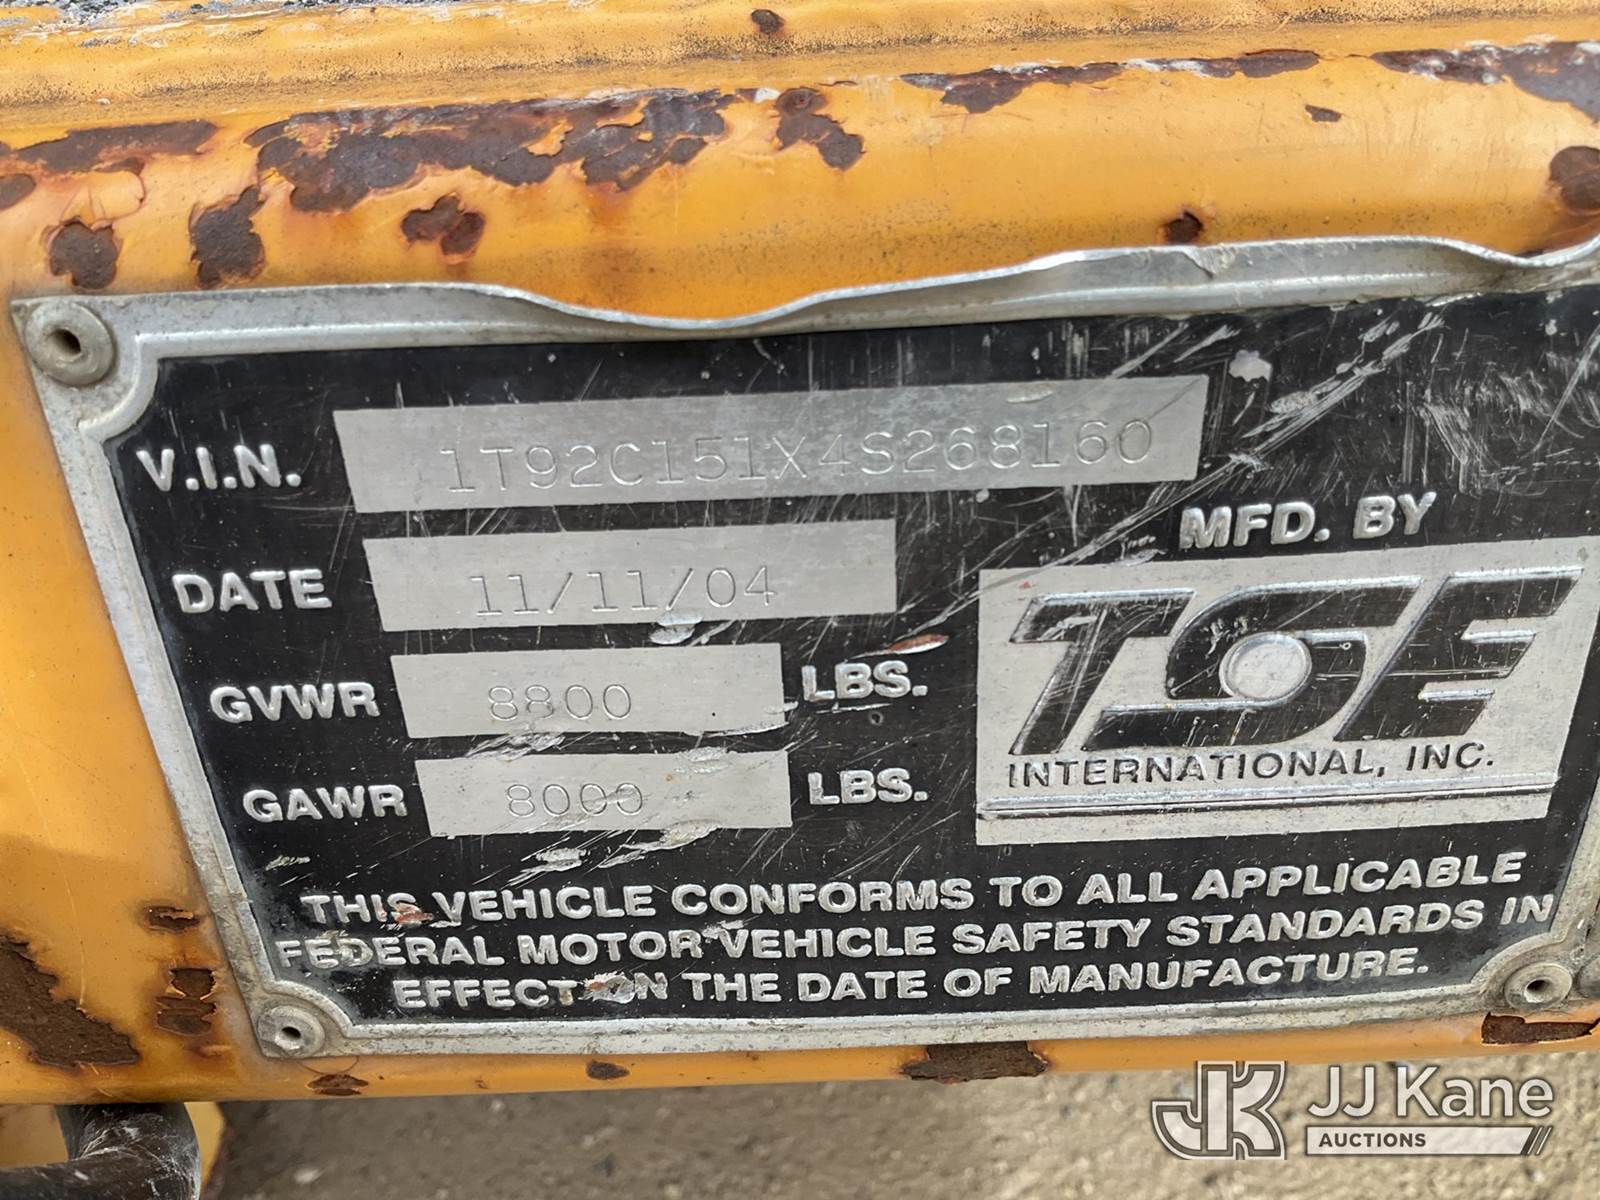 V.I.N. 1T92C151X4S268160
DATE 11/11/04
GVWR 8800 LBS.
GAWR 8000 LBS.
MFD. BY
TSE
INTERNATIONAL, INC.
THIS VEHICLE CONFORMS TO ALL APPLICABLE
FEDERAL MOTOR VEHICLE SAFETY STANDARDS IN
EFFECT ON THE DATE OF MANUFACTURE.
JK JJ Kane
AUCTIONS